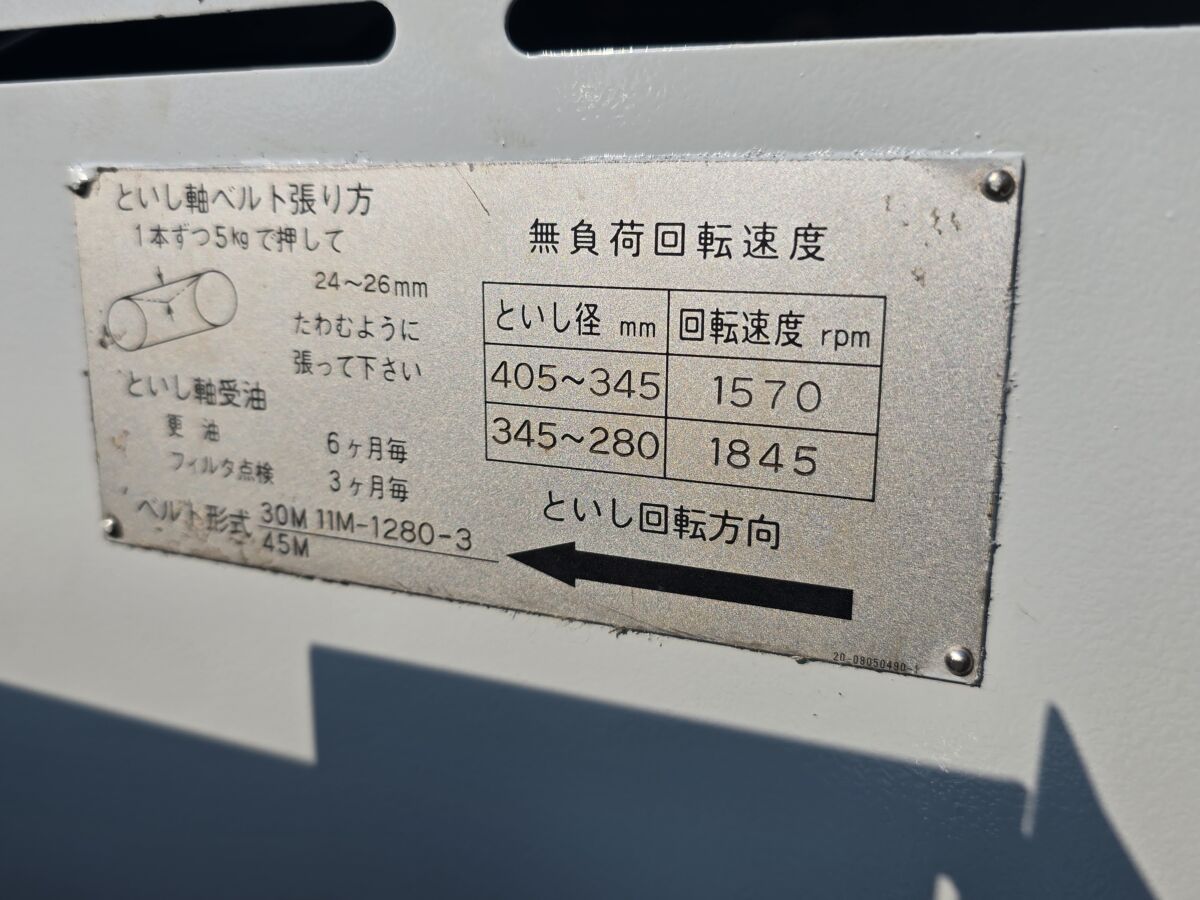 といし軸ベルト張り方
1本ずつ5kgで押して
24～26mm
たわむように
張って下さい
といし軸受油
更 油 6ヶ月毎
フィルタ点検 3ヶ月毎
ベルト形式 30M 11M-1280-3
45M
無負荷回転速度
といし径 mm 回転速度 rpm
405～345 1570
345～280 1845
といし回転方向
20-08050490-1